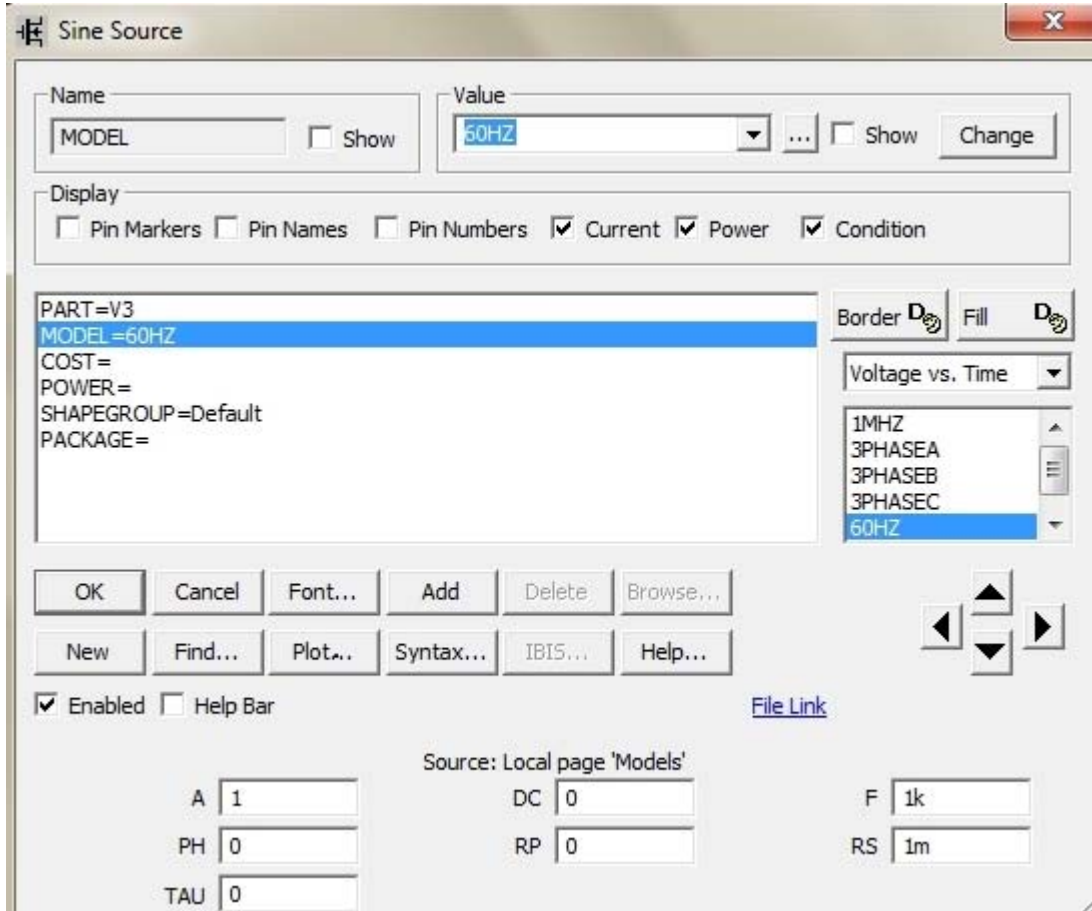 Sine Source
Name
Value
MODEL
Show
60HZ
...
Show
Change
Display
Pin Markers
Pin Names
Pin Numbers
Current
Power
Condition
PART=V3
MODEL=60HZ
COST=
POWER=
SHAPEGROUP=Default
PACKAGE=
Border D
Fill D
Voltage vs. Time
1MHZ
3PHASEA
3PHASEB
3PHASEC
60HZ
OK
Cancel
Font...
Add
Delete
Browse...
New
Find...
Plot...
Syntax...
IBIS...
Help...
Enabled
Help Bar
File Link
Source: Local page 'Models'
A 1
DC 0
F 1k
PH 0
RP 0
RS 1m
TAU 0